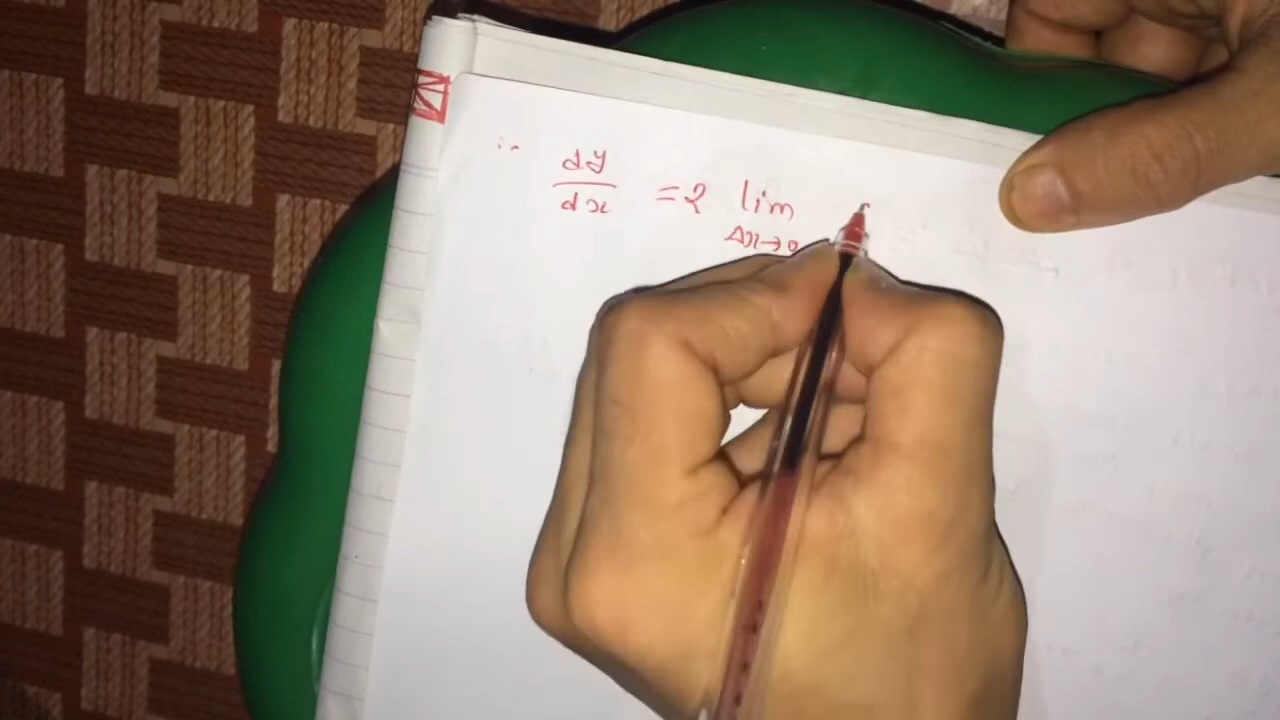 ∴ dy/dx = 2 lim
Δx→0